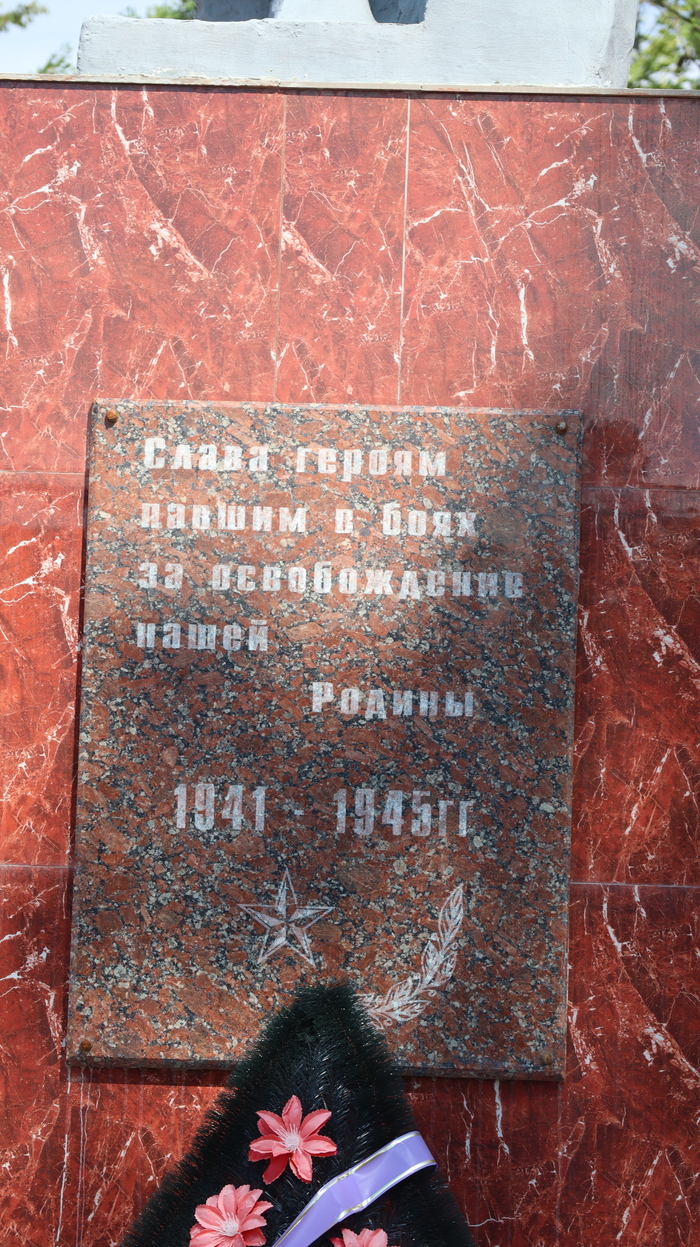 Слава героям
павшим в боях
за освобождение
нашей
Родины
1941 - 1945гг